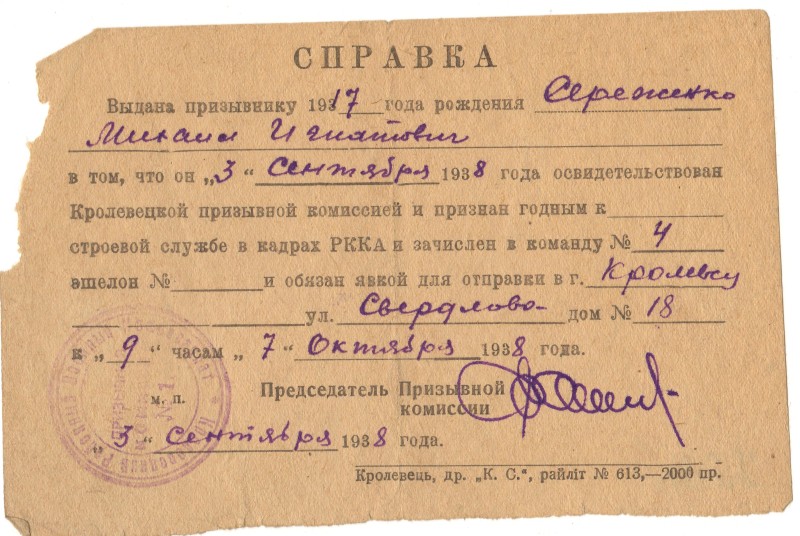 СПРАВКА
Выдана призывнику 1917 года рождения Сереженко
Михаил Игнатович
в том, что он „3“ Сентября 1938 года освидетельствован
Кролевецкой призывной комиссией и признан годным к
строевой службе в кадрах РККА и зачислен в команду № 4
эшелон № и обязан явкой для отправки в г. Кролевец
ул. Свердлова дом № 18
к „9“ часам „7“ Октября 1938 года.
м. п. Председатель Призывной
комиссии
„3“ Сентября 1938 года.
Кролевець, др. „К. С.“, райліт № 613,—2000 пр.